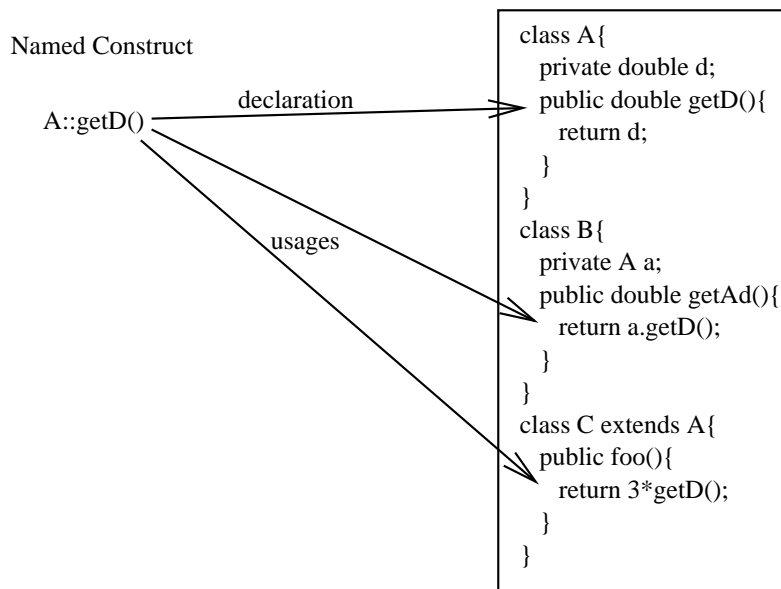 Named Construct
A::getD()
declaration
usages
class A{
private double d;
public double getD(){
return d;
}
}
class B{
private A a;
public double getAd(){
return a.getD();
}
}
class C extends A{
public foo(){
return 3*getD();
}
}